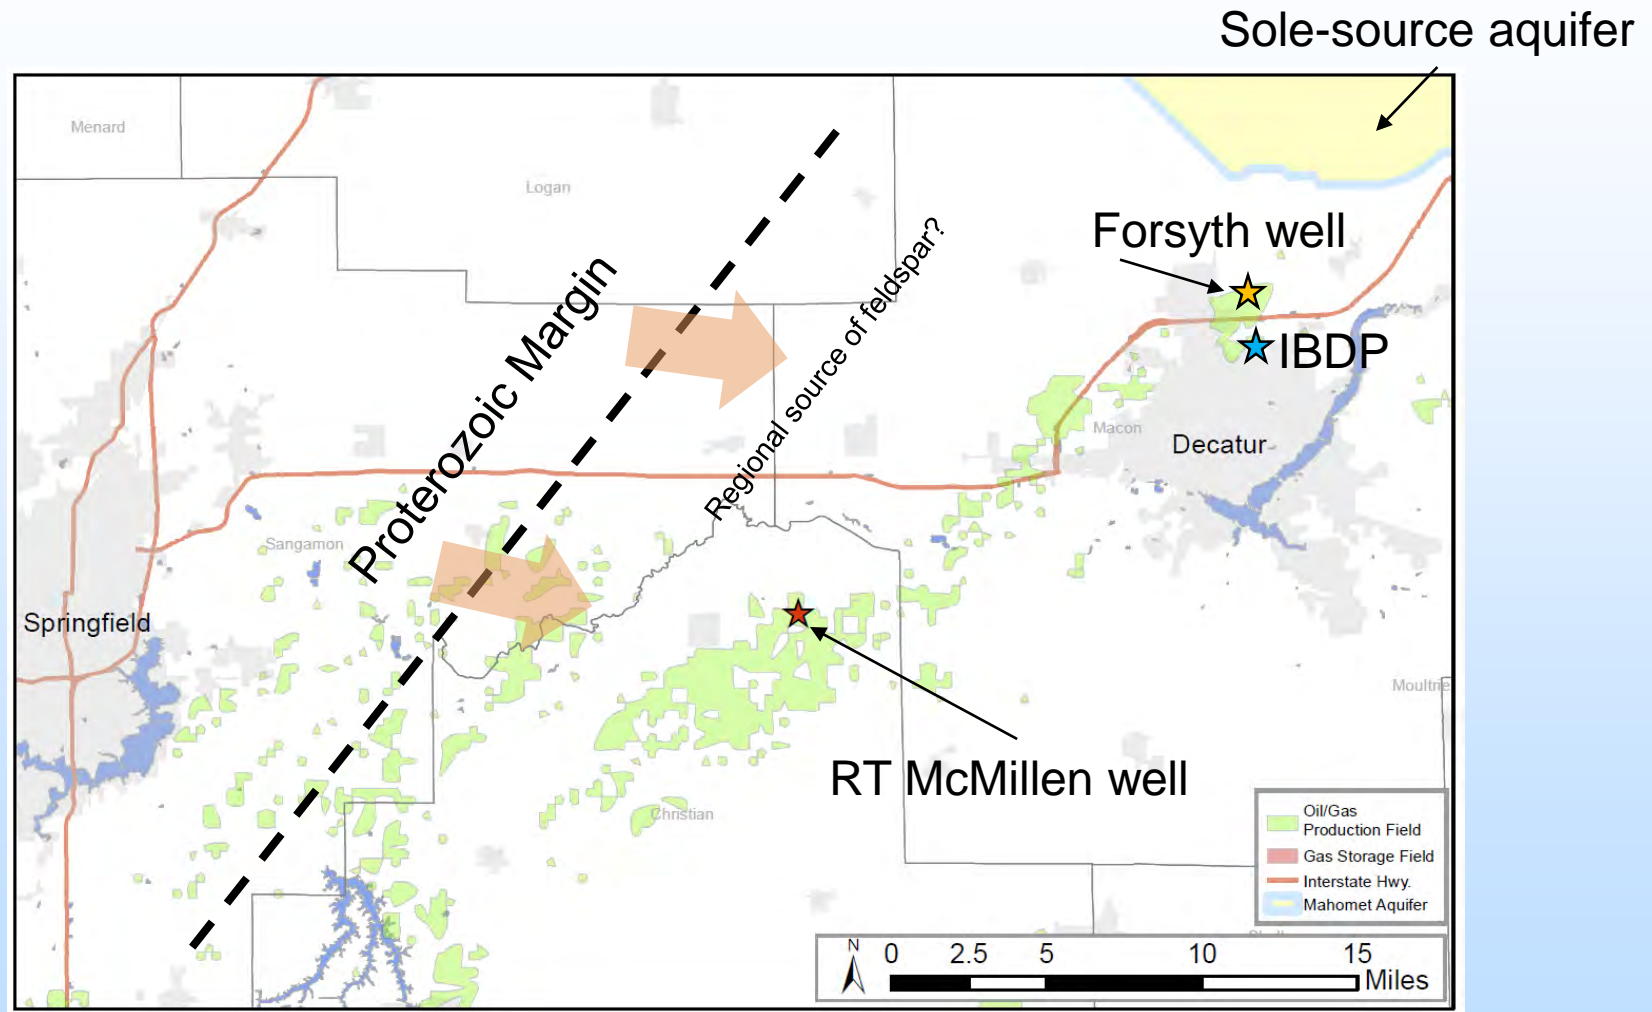 Sole-source aquifer
Menard
Logan
Forsyth well
Proterozoic Margin
Regional source of feldspar?
IBDP
Macon
Decatur
Sangamon
Springfield
Moultrie
RT McMillen well
Christian
Oil/Gas
Production Field
Gas Storage Field
Interstate Hwy.
Mahomet Aquifer
N
0 2.5 5 10 15
Miles